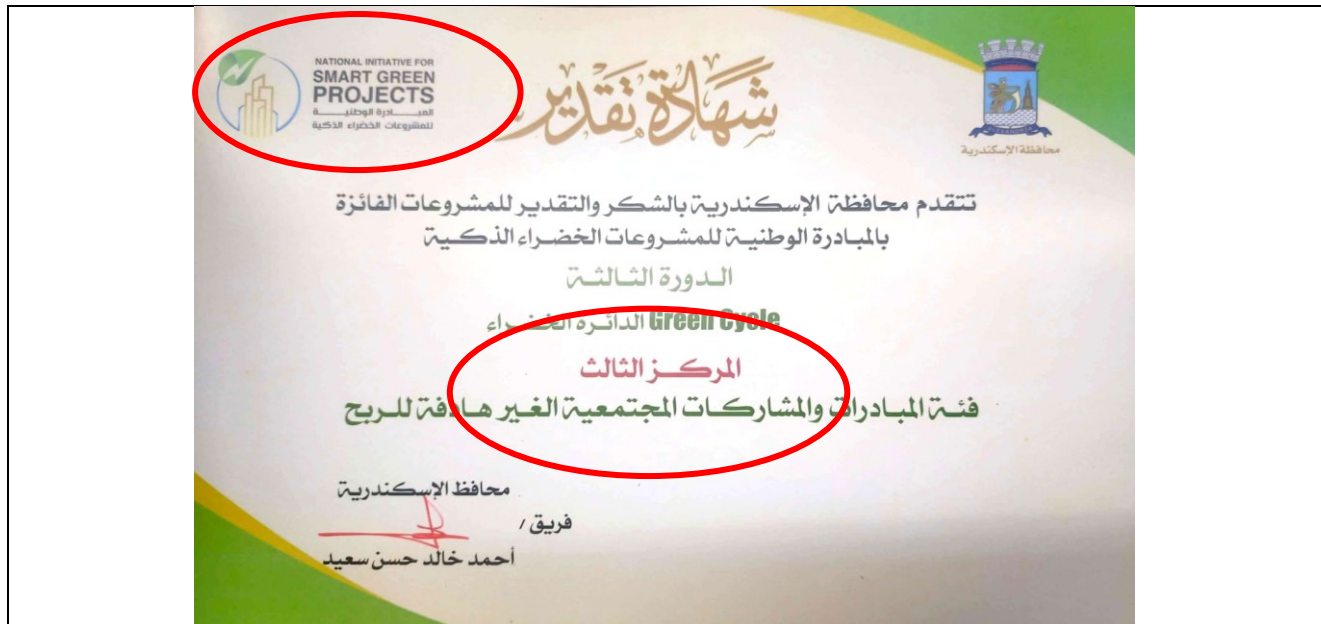 NATIONAL INITIATIVE FOR
SMART GREEN
PROJECTS
المبـــادرة الوطنيـــة
للمشروعات الخضراء الذكية
شهادة تقدير
محافظة الإسكندرية
تتقدم محافظة الإسكندرية بالشكر والتقدير للمشروعات الفائزة
بالمبادرة الوطنية للمشروعات الخضراء الذكية
الدورة الثالثة
Green Cycle الدائرة الخضراء
المركز الثالث
فئة المبادرات والمشاركات المجتمعية الغير هادفة للربح
محافظ الإسكندرية
فريق /
أحمد خالد حسن سعيد